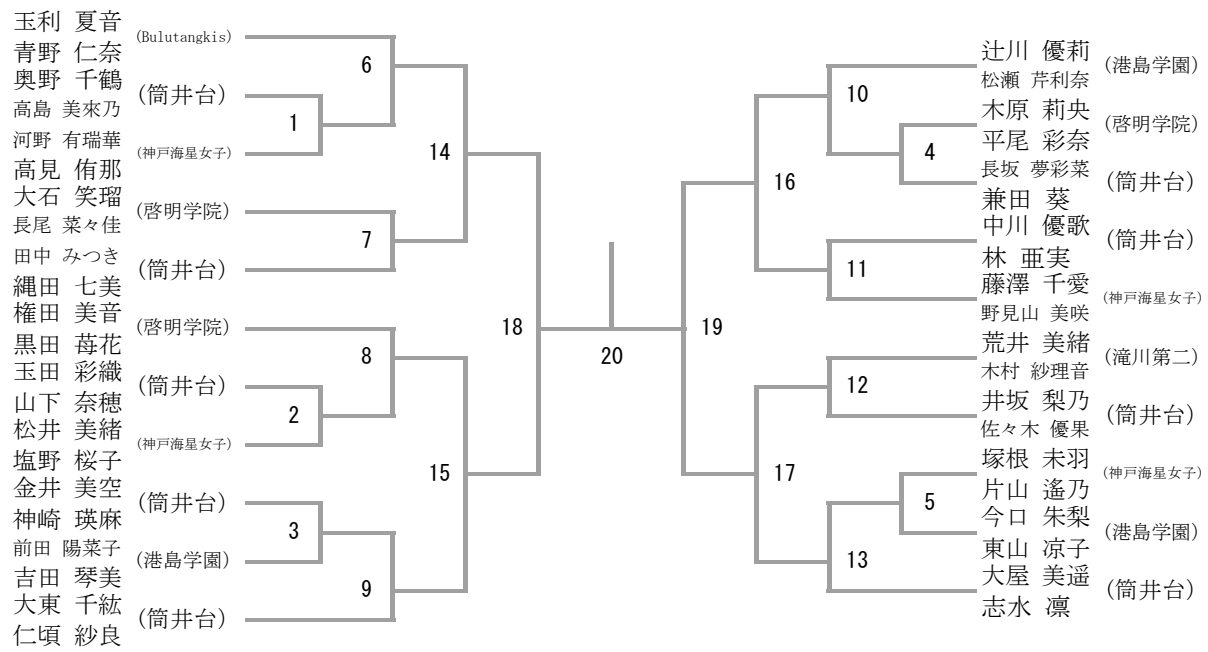 玉利 夏音
(Bulutangkis)
青野 仁奈
奥野 千鶴
(筒井台)
高島 美來乃
河野 有瑞華
(神戸海星女子)
高見 侑那
大石 笑瑠
(啓明学院)
長尾 菜々佳
田中 みつき
(筒井台)
縄田 七美
権田 美音
(啓明学院)
黒田 苺花
玉田 彩織
(筒井台)
山下 奈穂
松井 美緒
(神戸海星女子)
塩野 桜子
金井 美空
(筒井台)
神崎 瑛麻
前田 陽菜子
(港島学園)
吉田 琴美
大東 千紘
(筒井台)
仁頃 紗良
1
2
3
6
7
8
9
14
15
18
20
19
16
17
10
11
12
13
4
5
辻川 優莉
(港島学園)
松瀬 芹利奈
木原 莉央
(啓明学院)
平尾 彩奈
長坂 夢彩菜
(筒井台)
兼田 葵
中川 優歌
(筒井台)
林 亜実
藤澤 千愛
(神戸海星女子)
野見山 美咲
荒井 美緒
(滝川第二)
木村 紗理音
井坂 梨乃
(筒井台)
佐々木 優果
塚根 未羽
(神戸海星女子)
片山 遙乃
今口 朱梨
(港島学園)
東山 凉子
大屋 美遥
(筒井台)
志水 凛